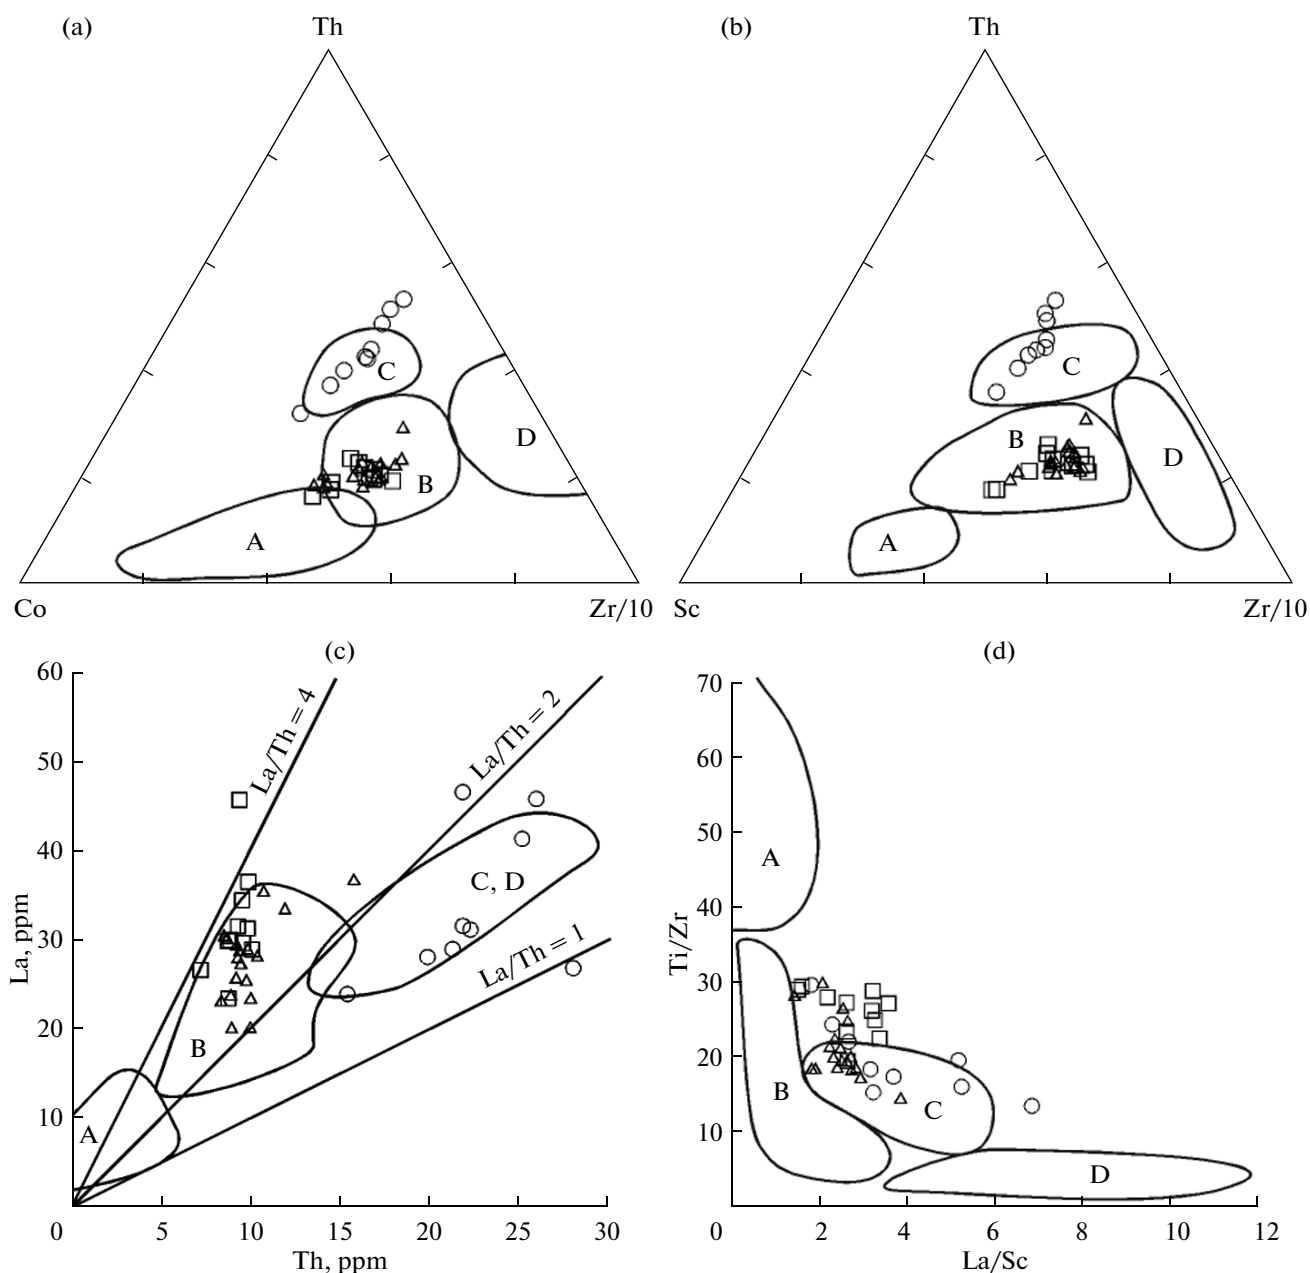 (a)
Th
C
D
B
A
Co
Zr/10
(b)
Th
C
B
D
A
Sc
Zr/10
(c)
60
50
40
30
20
10
0
La, ppm
La/Th = 4
La/Th = 2
C, D
La/Th = 1
B
A
5
10
15
20
25
30
Th, ppm
(d)
70
60
50
40
30
20
10
0
Ti/Zr
A
B
C
D
2
4
6
8
10
12
La/Sc